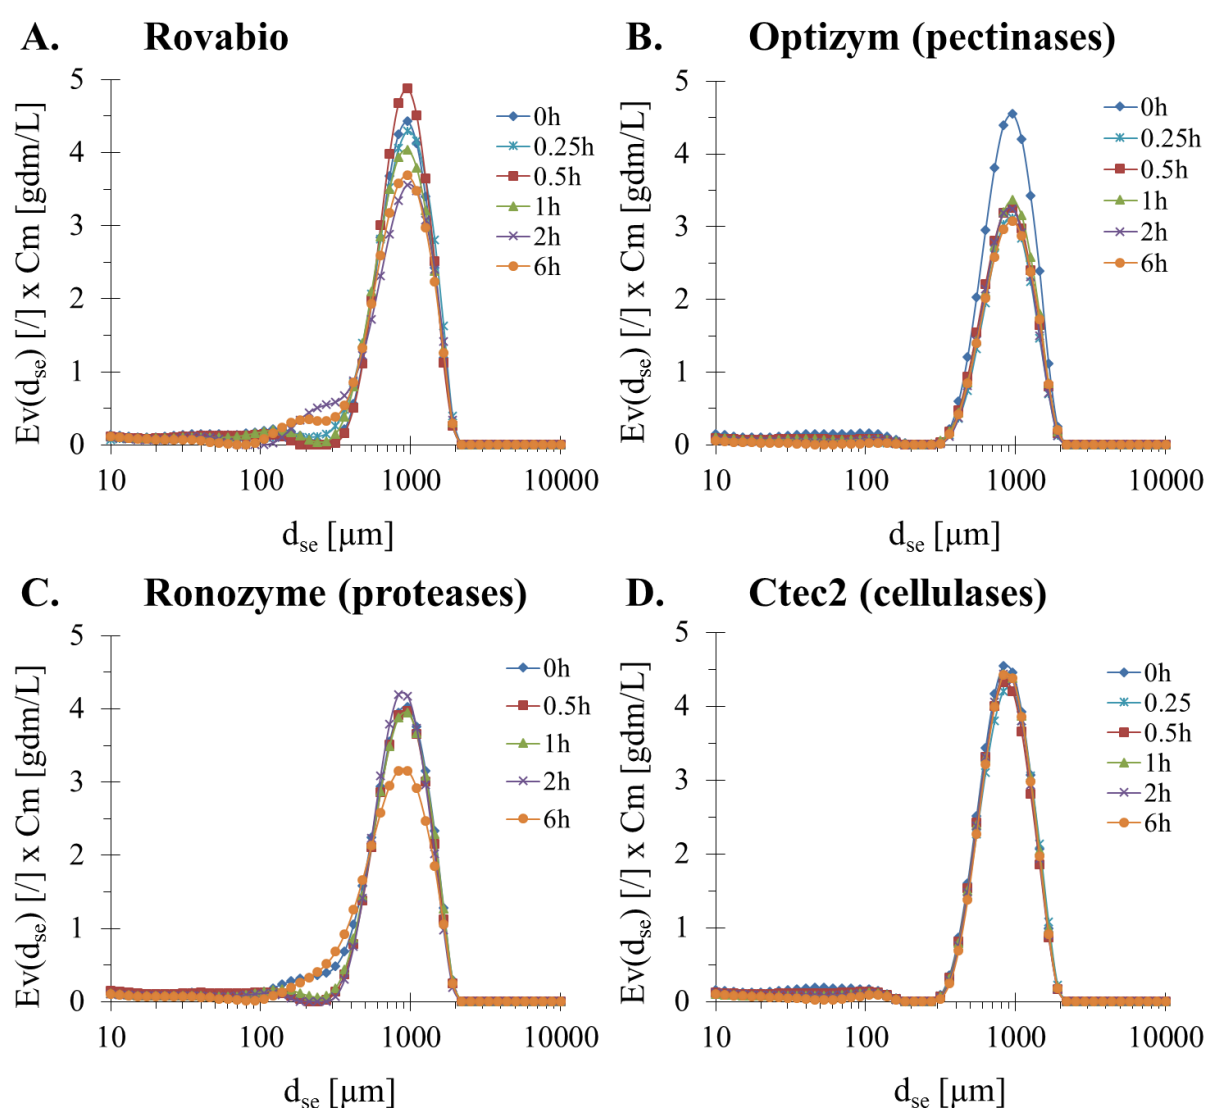 A. Rovabio
Ev(dse) [/] x Cm [gdm/L]
5
4
3
2
1
0
10 100 1000 10000
dse [µm]
0h
0.25h
0.5h
1h
2h
6h
B. Optizym (pectinases)
Ev(dse) [/] x Cm [gdm/L]
5
4
3
2
1
0
10 100 1000 10000
dse [µm]
0h
0.25h
0.5h
1h
2h
6h
C. Ronozyme (proteases)
Ev(dse) [/] x Cm [gdm/L]
5
4
3
2
1
0
10 100 1000 10000
dse [µm]
0h
0.5h
1h
2h
6h
D. Ctec2 (cellulases)
Ev(dse) [/] x Cm [gdm/L]
5
4
3
2
1
0
10 100 1000 10000
dse [µm]
0h
0.25
0.5h
1h
2h
6h